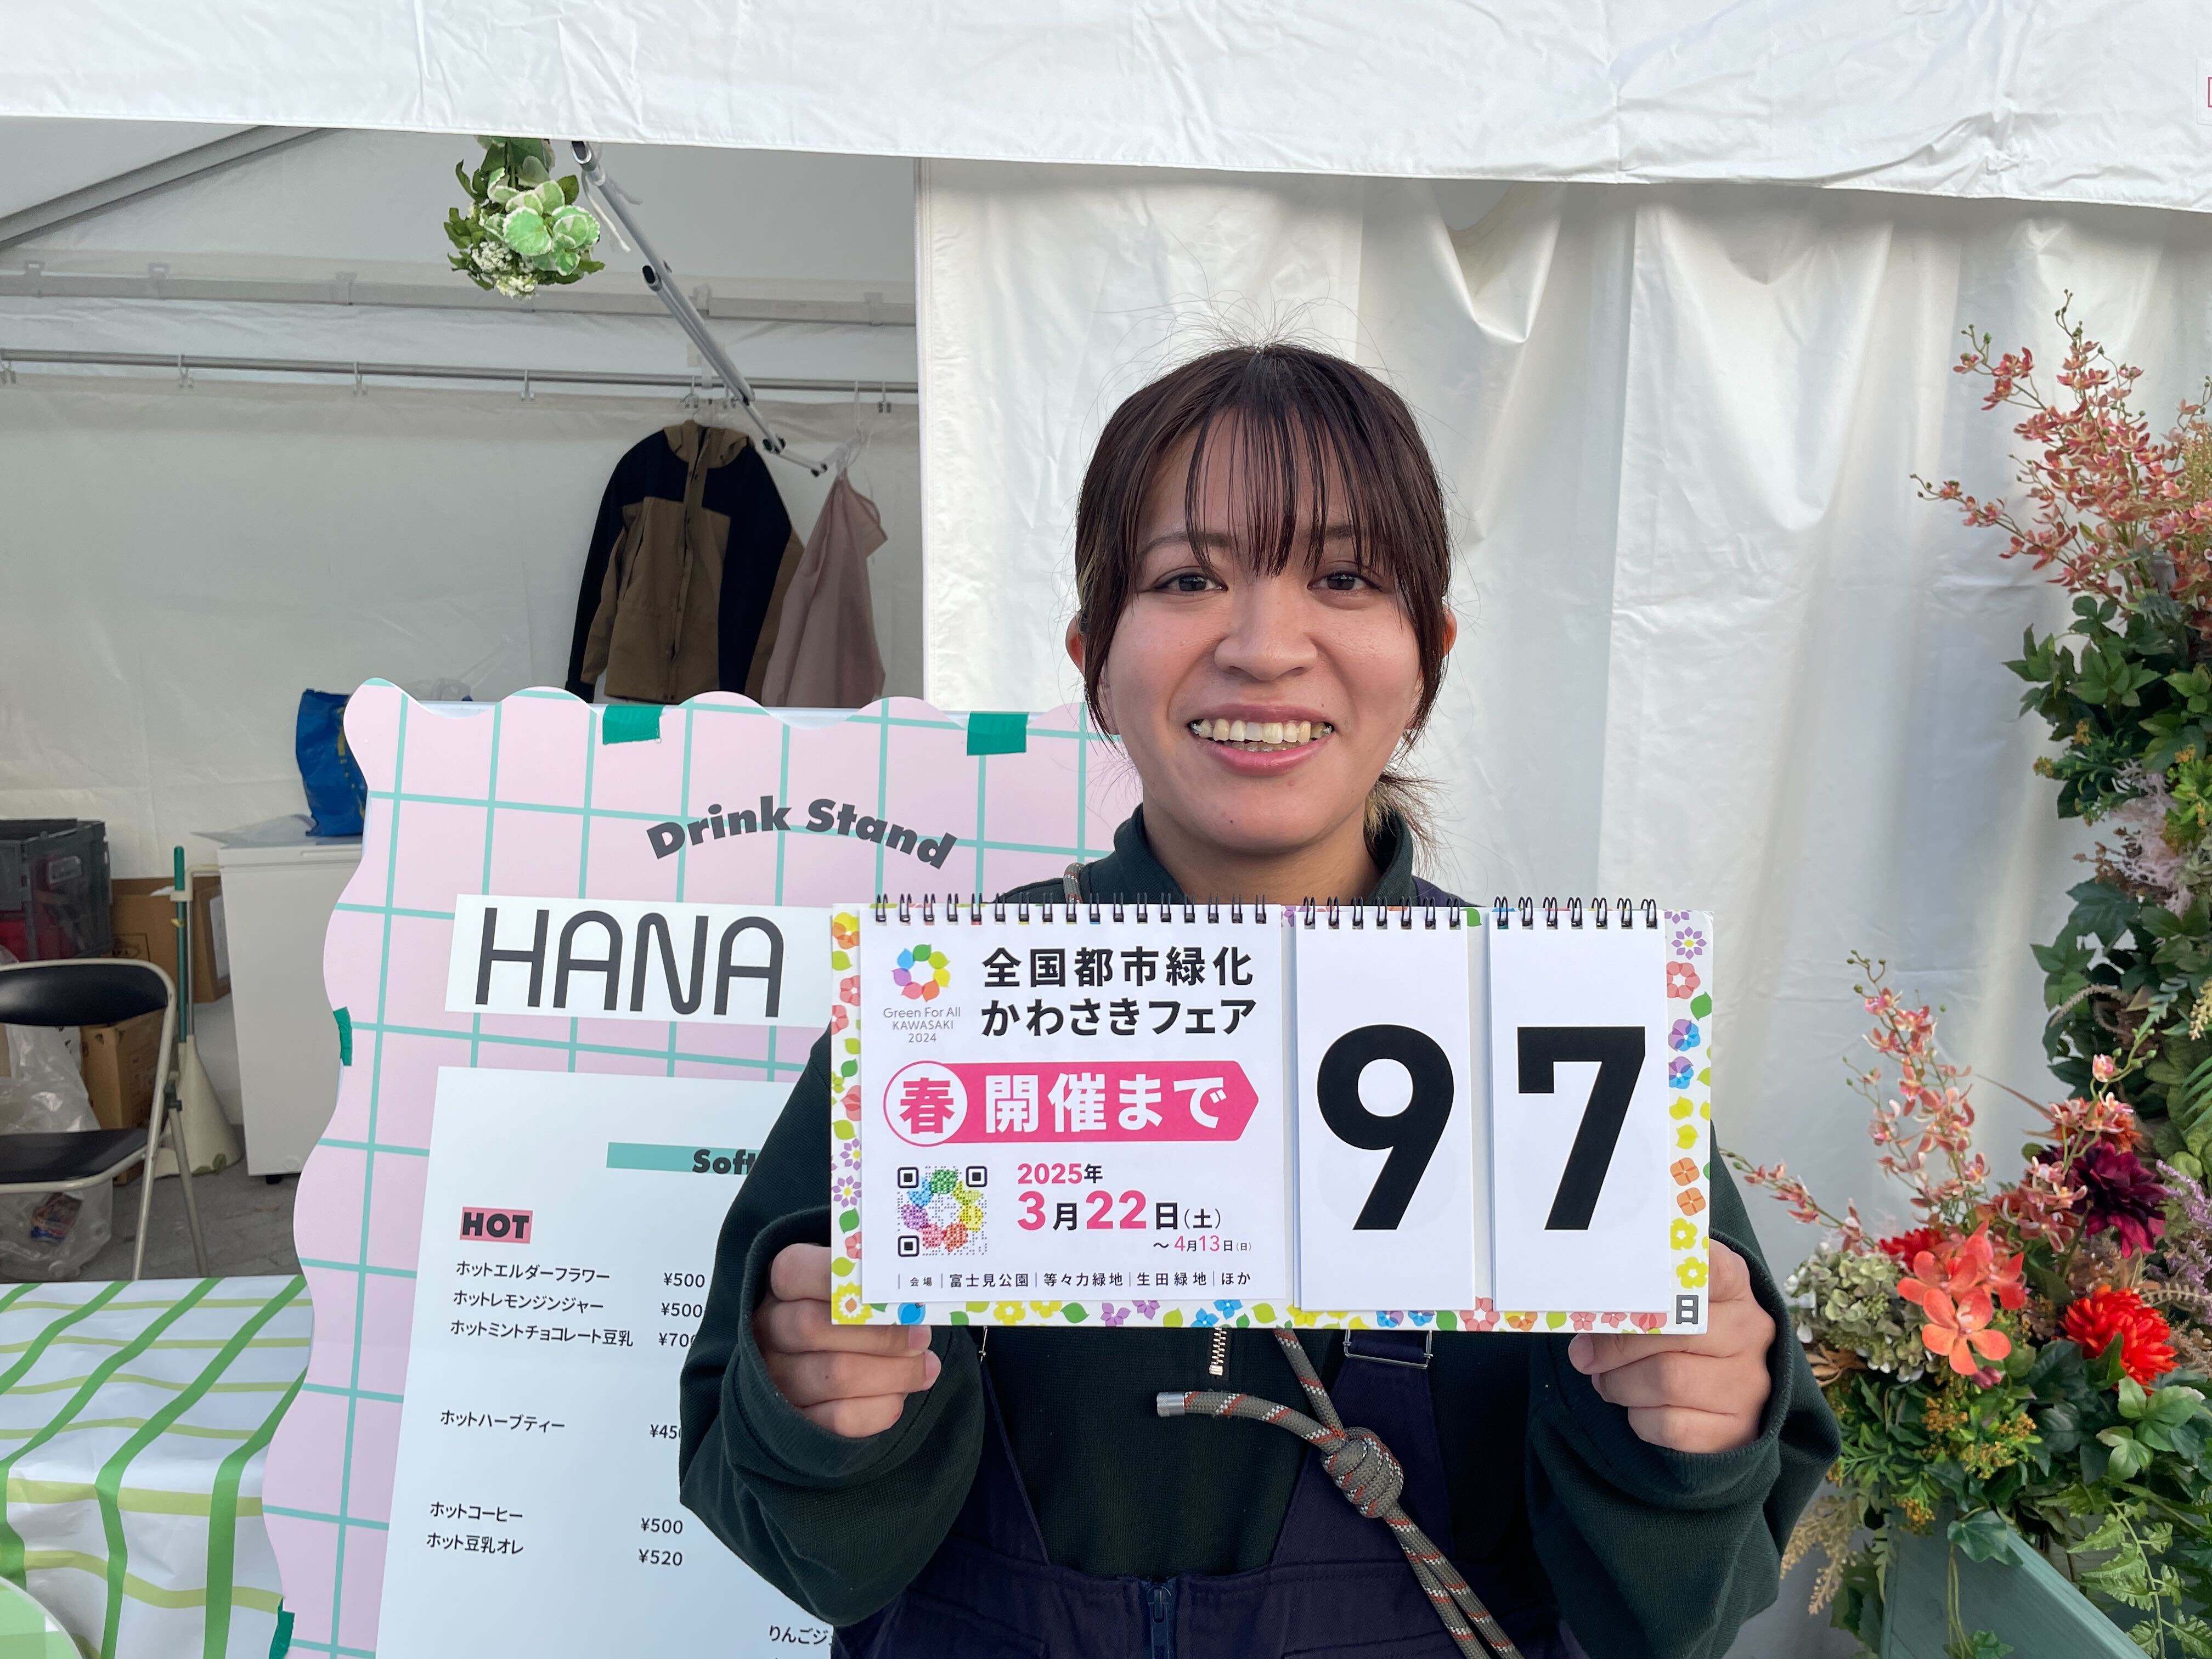 Drink Stand
HANA
Soft
HOT
ホットエルダーフラワー ¥500
ホットレモンジンジャー ¥500
ホットミントチョコレート豆乳 ¥700
ホットハーブティー ¥450
ホットコーヒー ¥500
ホット豆乳オレ ¥520
りんごジ
Green For All
KAWASAKI
2024
全国都市緑化
かわさきフェア
春 開催まで
2025年
3月22日(土)
～4月13日(日)
会場 | 富士見公園 | 等々力緑地 | 生田緑地 | ほか
97
日